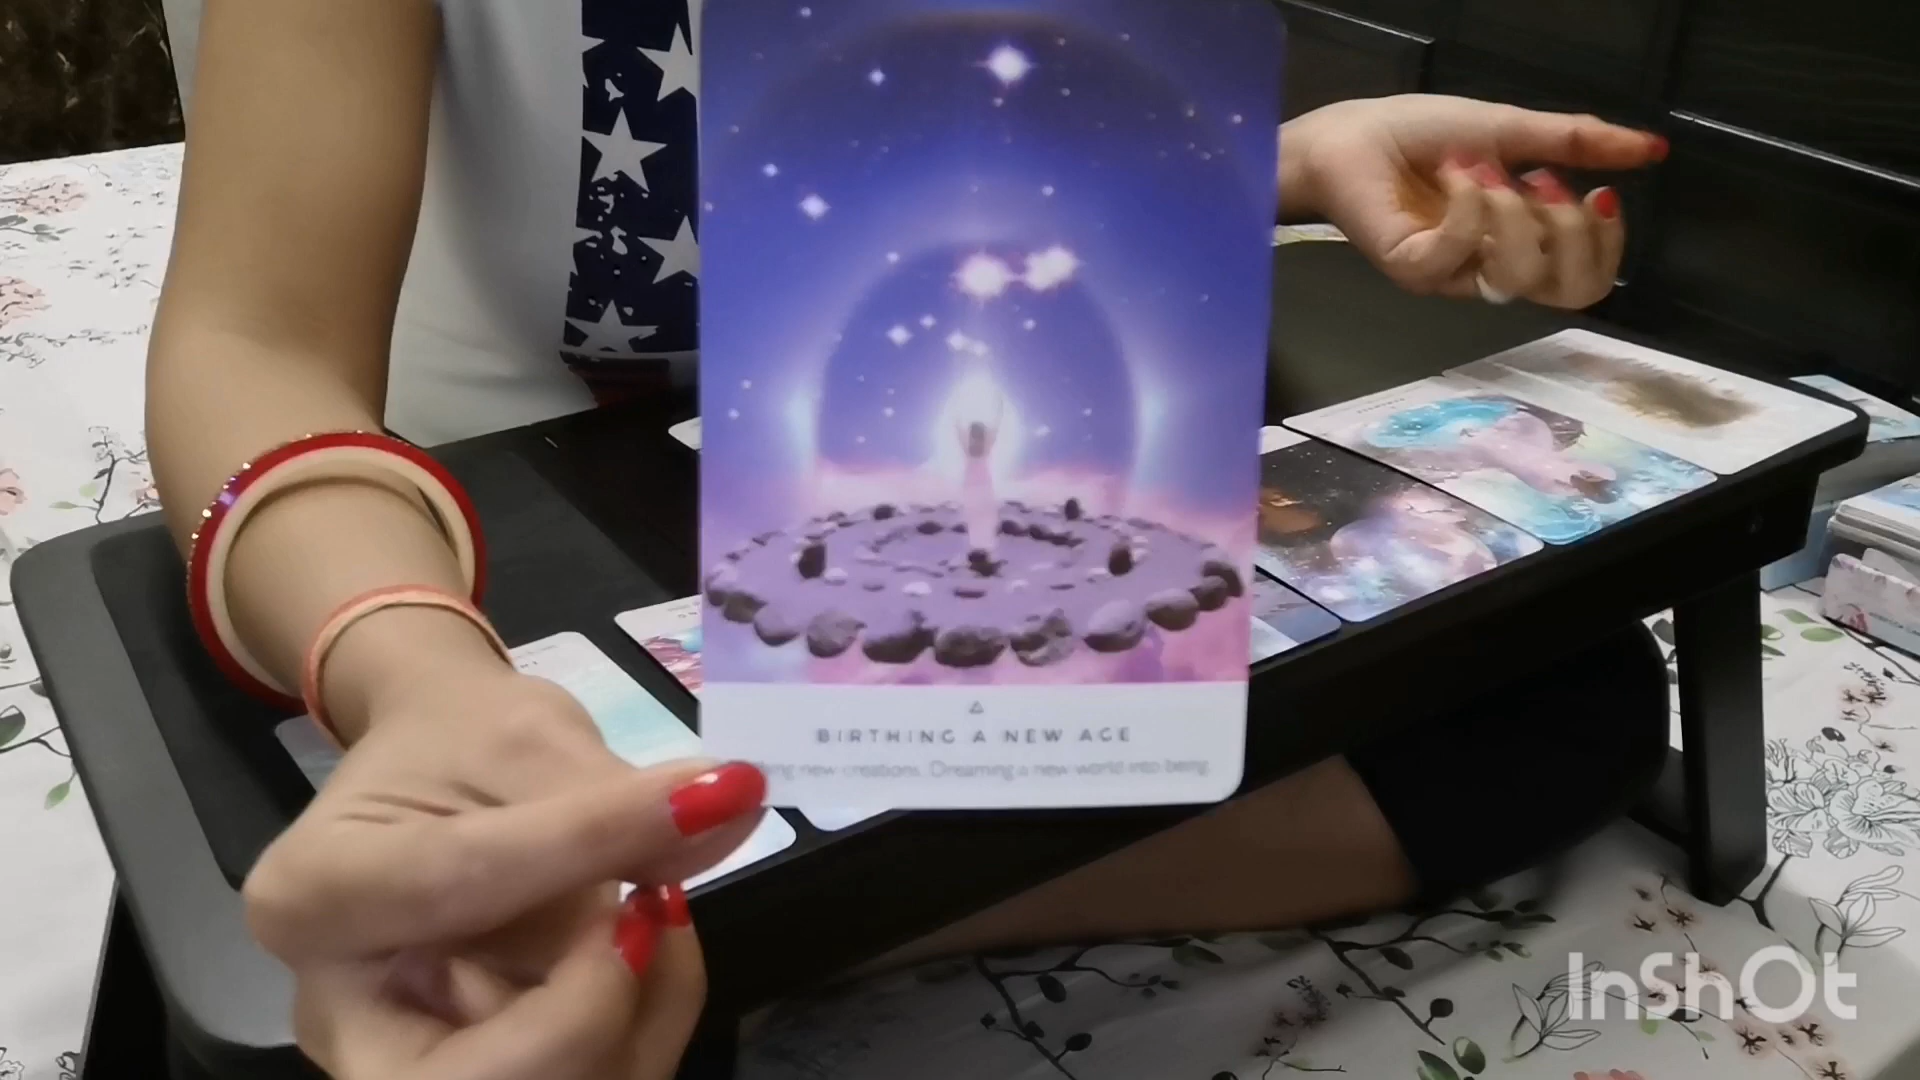 BIRTHING A NEW AGE
new creations. Dreaming a new world into being.
InShOt